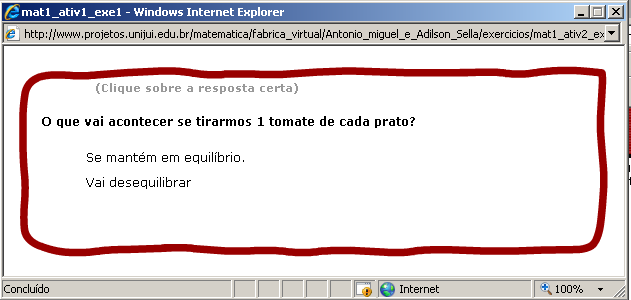 mat1_ativ1_exe1 - Windows Internet Explorer
http://www.projetos.unijui.edu.br/matematica/fabrica_virtual/Antonio_miguel_e_Adilson_Sella/exercicios/mat1_ativ2_ex
(Clique sobre a resposta certa)
O que vai acontecer se tirarmos 1 tomate de cada prato?
Se mantém em equilíbrio.
Vai desequilibrar
Concluído
Internet
100%